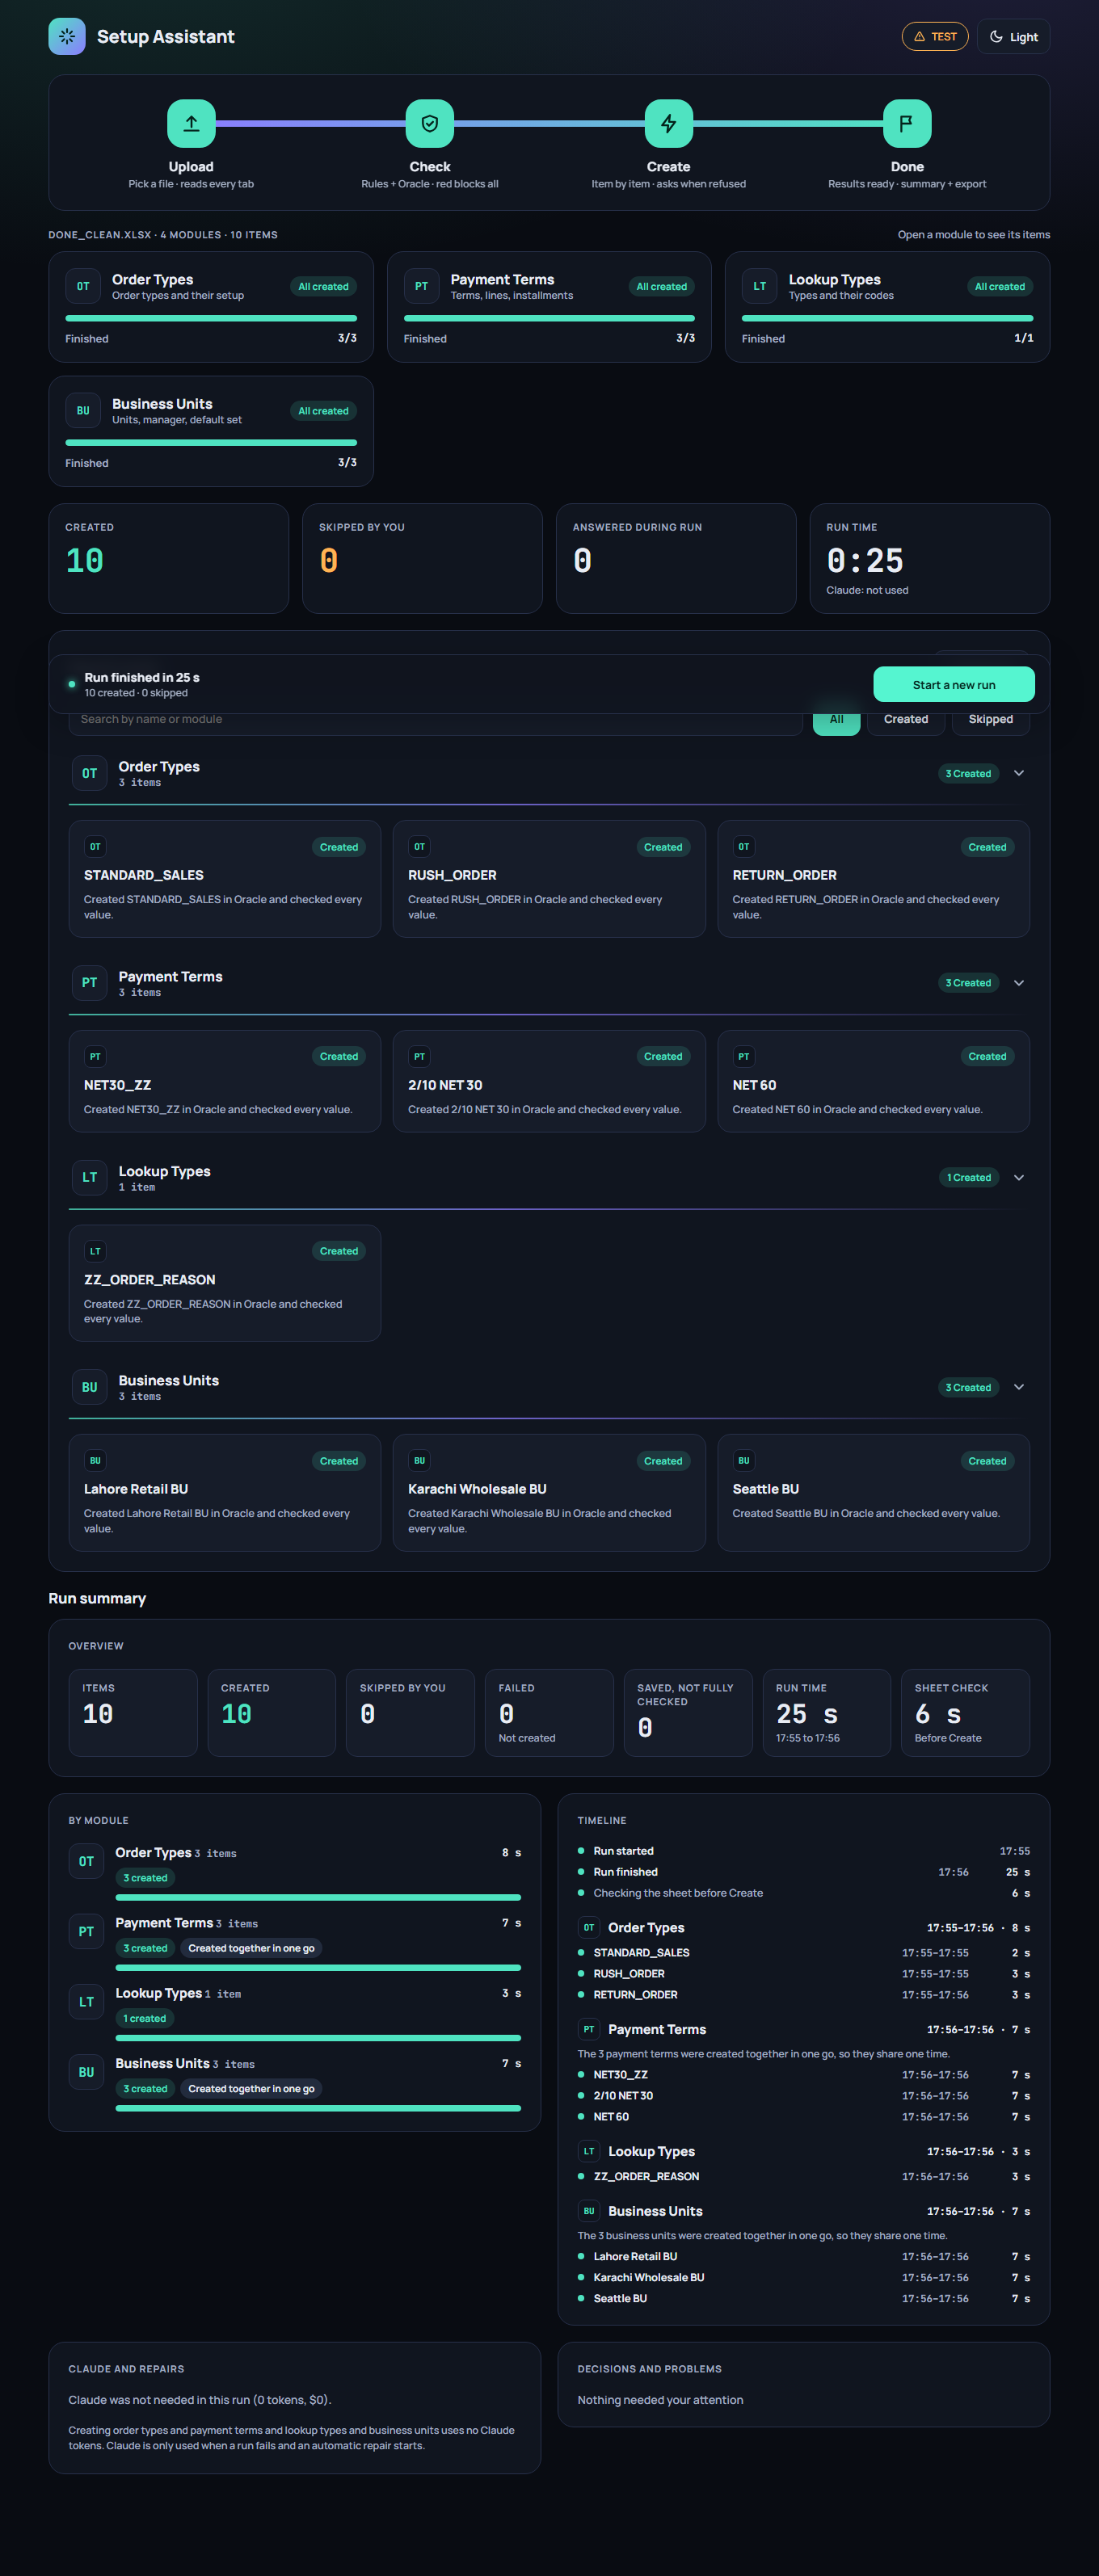 Setup Assistant
TEST
Light
Upload
Pick a file · reads every tab
Check
Rules + Oracle · red blocks all
Create
Item by item · asks when refused
Done
Results ready · summary + export
DONE_CLEAN.XLSX · 4 MODULES · 10 ITEMS
Open a module to see its items
OT
Order Types
Order types and their setup
All created
Finished
3/3
PT
Payment Terms
Terms, lines, installments
All created
Finished
3/3
LT
Lookup Types
Types and their codes
All created
Finished
1/1
BU
Business Units
Units, manager, default set
All created
Finished
3/3
CREATED
10
SKIPPED BY YOU
0
ANSWERED DURING RUN
0
RUN TIME
0:25
Claude: not used
Run finished in 25 s
10 created · 0 skipped
Start a new run
Search by name or module
All
Created
Skipped
OT
Order Types
3 items
3 Created
OT
Created
STANDARD_SALES
Created STANDARD_SALES in Oracle and checked every
value.
OT
Created
RUSH_ORDER
Created RUSH_ORDER in Oracle and checked every
value.
OT
Created
RETURN_ORDER
Created RETURN_ORDER in Oracle and checked every
value.
PT
Payment Terms
3 items
3 Created
PT
Created
NET30_ZZ
Created NET30_ZZ in Oracle and checked every value.
PT
Created
2/10 NET 30
Created 2/10 NET 30 in Oracle and checked every value.
PT
Created
NET 60
Created NET 60 in Oracle and checked every value.
LT
Lookup Types
1 item
1 Created
LT
Created
ZZ_ORDER_REASON
Created ZZ_ORDER_REASON in Oracle and checked
every value.
BU
Business Units
3 items
3 Created
BU
Created
Lahore Retail BU
Created Lahore Retail BU in Oracle and checked every
value.
BU
Created
Karachi Wholesale BU
Created Karachi Wholesale BU in Oracle and checked
every value.
BU
Created
Seattle BU
Created Seattle BU in Oracle and checked every value.
Run summary
OVERVIEW
ITEMS
10
CREATED
10
SKIPPED BY YOU
0
FAILED
0
Not created
SAVED, NOT FULLY
CHECKED
0
RUN TIME
25 s
17:55 to 17:56
SHEET CHECK
6 s
Before Create
BY MODULE
OT
Order Types 3 items
8 s
3 created
PT
Payment Terms 3 items
7 s
3 created
Created together in one go
LT
Lookup Types 1 item
3 s
1 created
BU
Business Units 3 items
7 s
3 created
Created together in one go
TIMELINE
Run started 17:55
Run finished 17:56 25 s
Checking the sheet before Create 6 s
OT Order Types 17:55–17:56 · 8 s
STANDARD_SALES 17:55–17:55 2 s
RUSH_ORDER 17:55–17:55 3 s
RETURN_ORDER 17:55–17:56 3 s
PT Payment Terms 17:56–17:56 · 7 s
The 3 payment terms were created together in one go, so they share one time.
NET30_ZZ 17:56–17:56 7 s
2/10 NET 30 17:56–17:56 7 s
NET 60 17:56–17:56 7 s
LT Lookup Types 17:56–17:56 · 3 s
ZZ_ORDER_REASON 17:56–17:56 3 s
BU Business Units 17:56–17:56 · 7 s
The 3 business units were created together in one go, so they share one time.
Lahore Retail BU 17:56–17:56 7 s
Karachi Wholesale BU 17:56–17:56 7 s
Seattle BU 17:56–17:56 7 s
CLAUDE AND REPAIRS
Claude was not needed in this run (0 tokens, $0).
Creating order types and payment terms and lookup types and business units uses no Claude
tokens. Claude is only used when a run fails and an automatic repair starts.
DECISIONS AND PROBLEMS
Nothing needed your attention